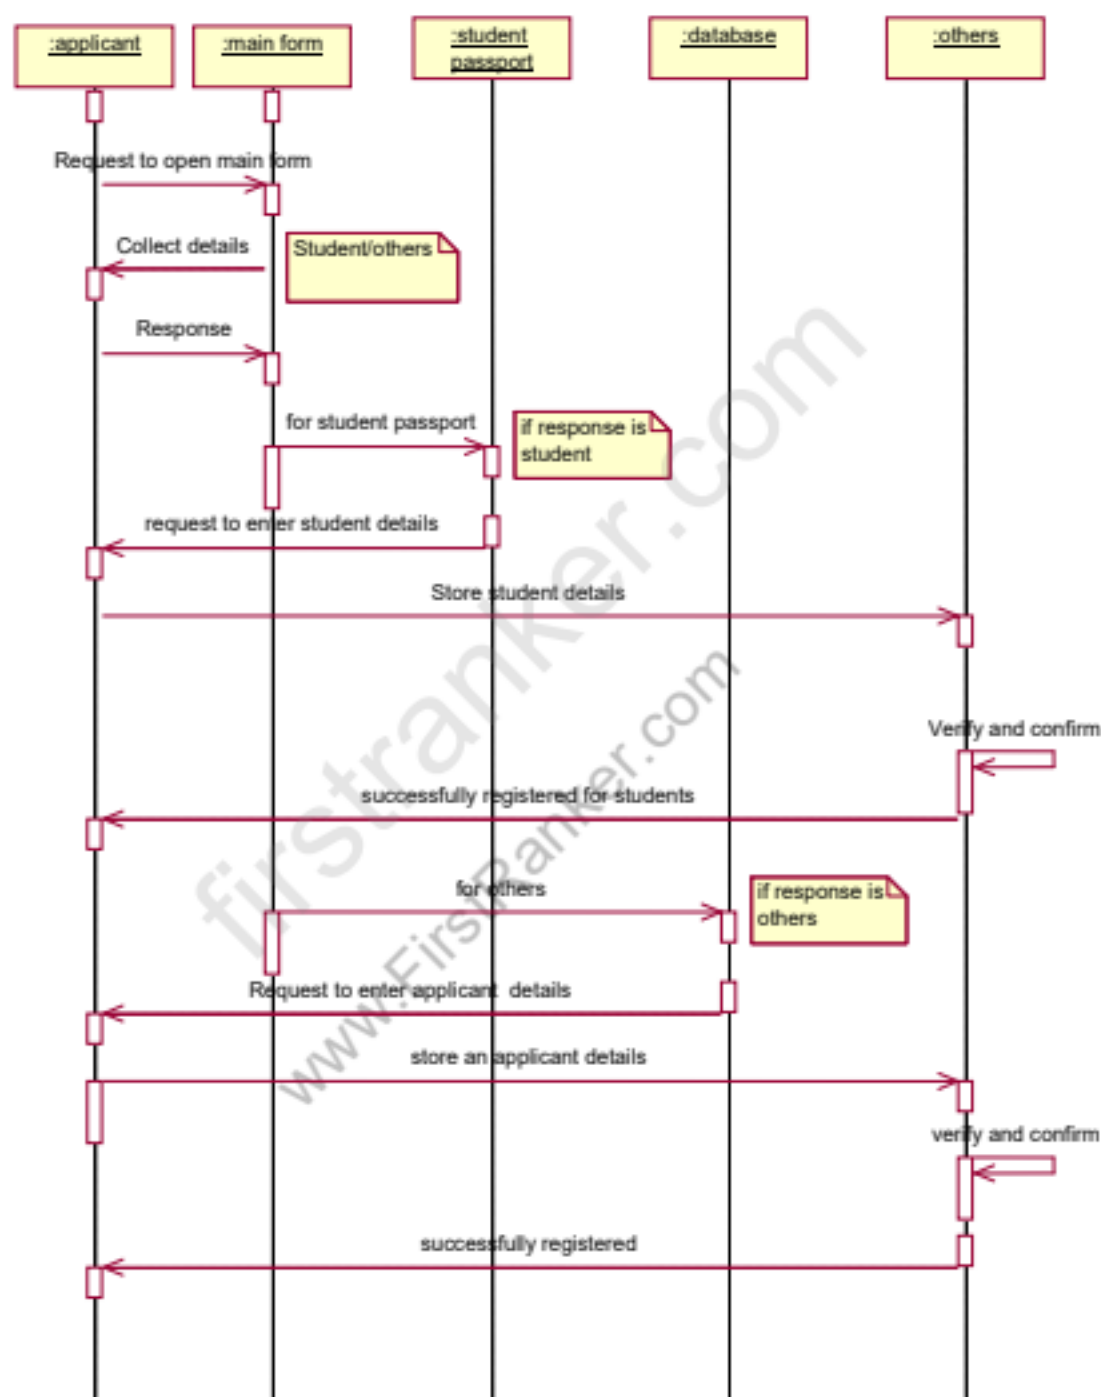 :applicant
:main form
:student
passport
:database
:others
Request to open main form
Collect details
Student/others
Response
for student passport
if response is
student
request to enter student details
Store student details
Verify and confirm
successfully registered for students
for others
if response is
others
Request to enter applicant details
store an applicant details
verify and confirm
successfully registered
firstranker.com
www.FirstRanker.com